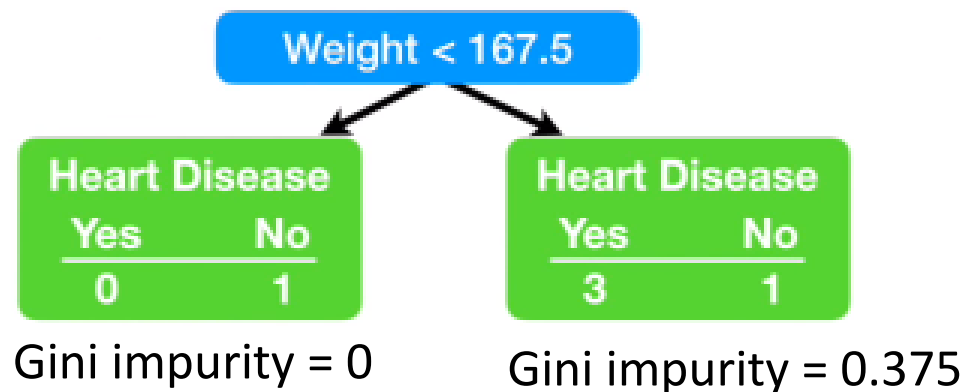 Weight < 167.5
Heart Disease
Yes No
0 1
Gini impurity = 0
Heart Disease
Yes No
3 1
Gini impurity = 0.375